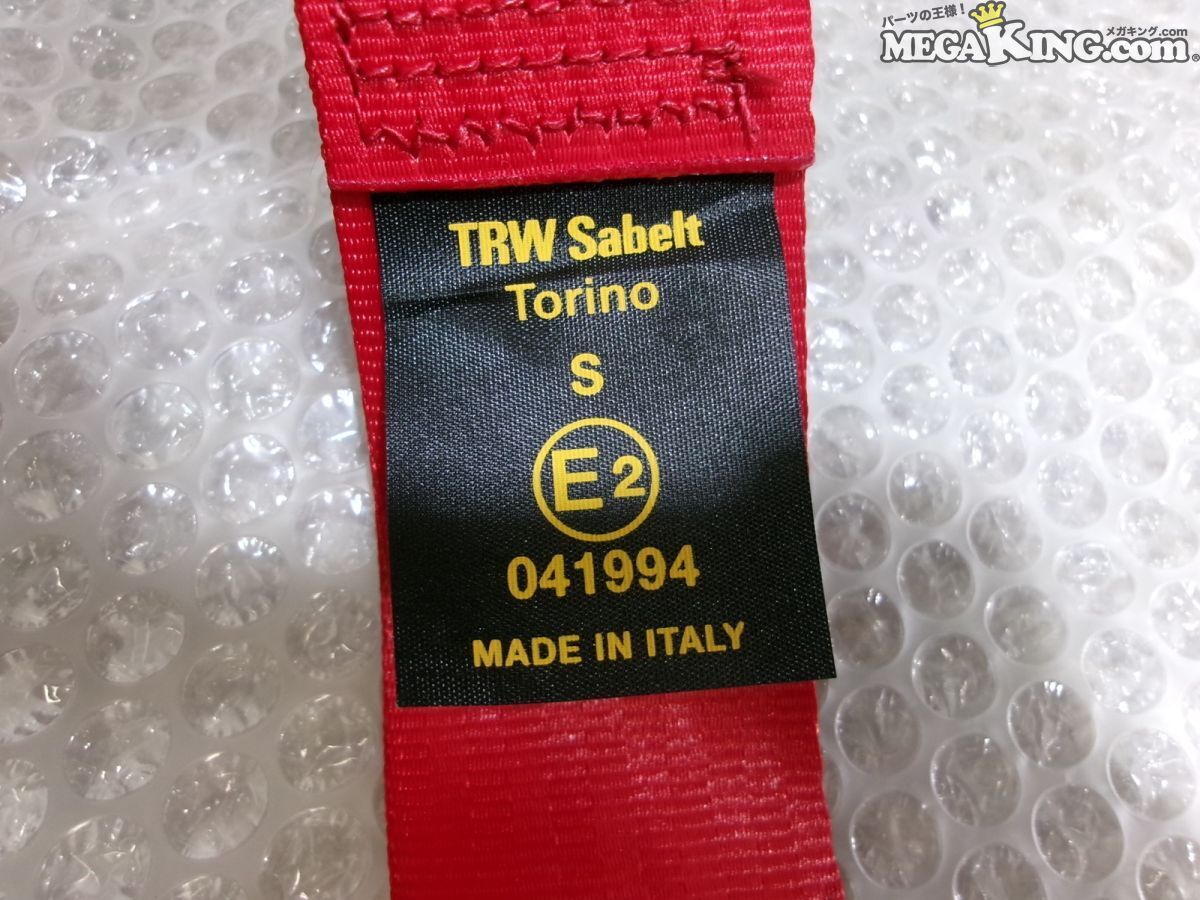 パーツの王様！
メガキング.com
MEGAKING.com®
TRW Sabelt
Torino
S
E2
041994
MADE IN ITALY